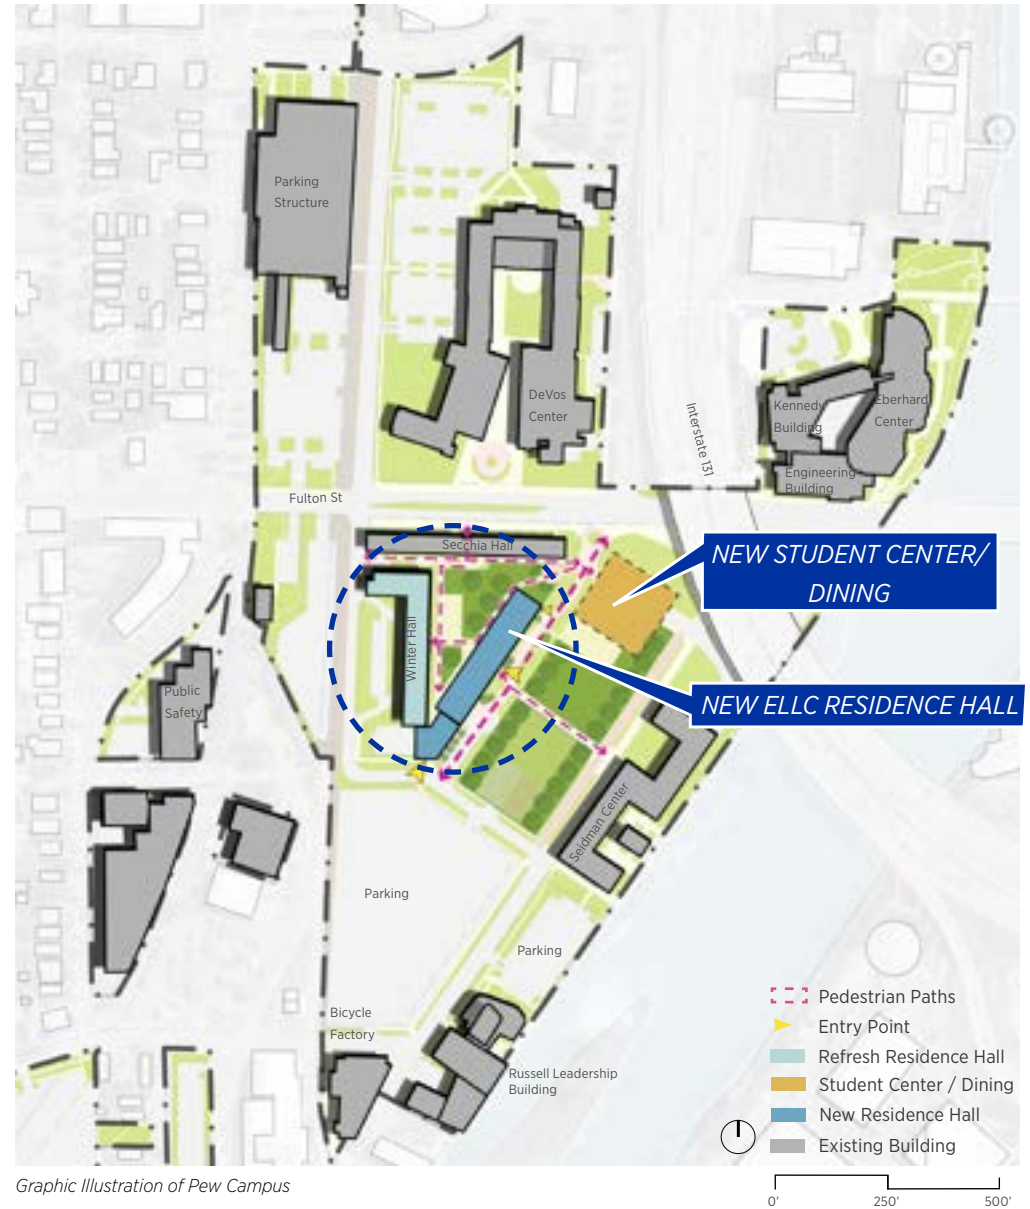 Parking
Structure
DeVos
Center
Kennedy
Building
Eberhard
Center
Engineering
Building
Interstate 131
Fulton St
Secchia Hall
NEW STUDENT CENTER/
DINING
Winter Hall
NEW ELLC RESIDENCE HALL
Public
Safety
Seidman Center
Parking
Parking
Bicycle
Factory
Russell Leadership
Building
Pedestrian Paths
Entry Point
Refresh Residence Hall
Student Center / Dining
New Residence Hall
Existing Building
Graphic Illustration of Pew Campus
0'
250'
500'